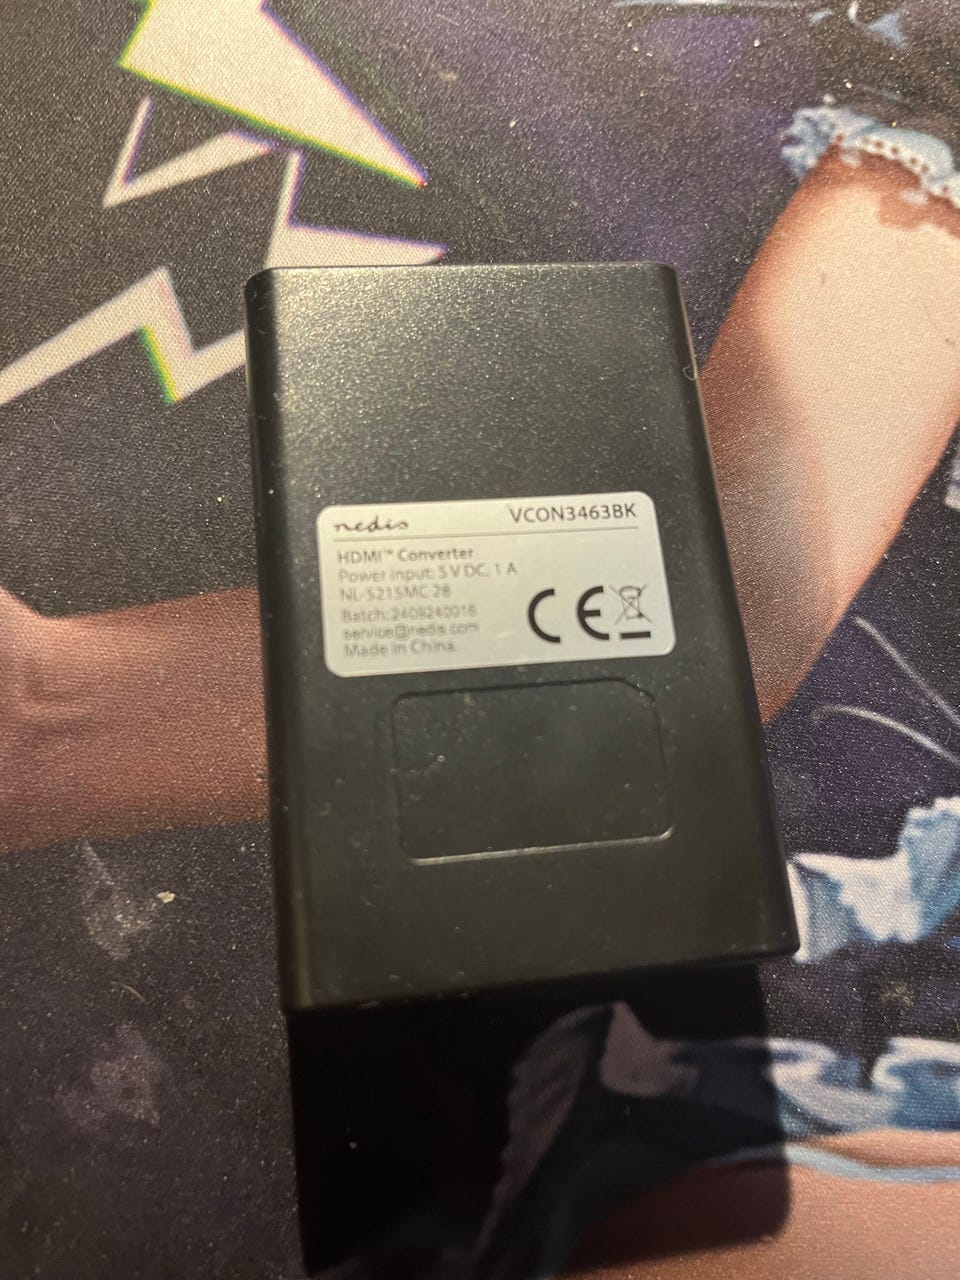 nedis VCON3463BK
HDMI™ Converter
Power input: 5 V DC, 1 A
NL-5215MC 28
Batch: 2409240016
service@nedis.com
Made in China.
CE